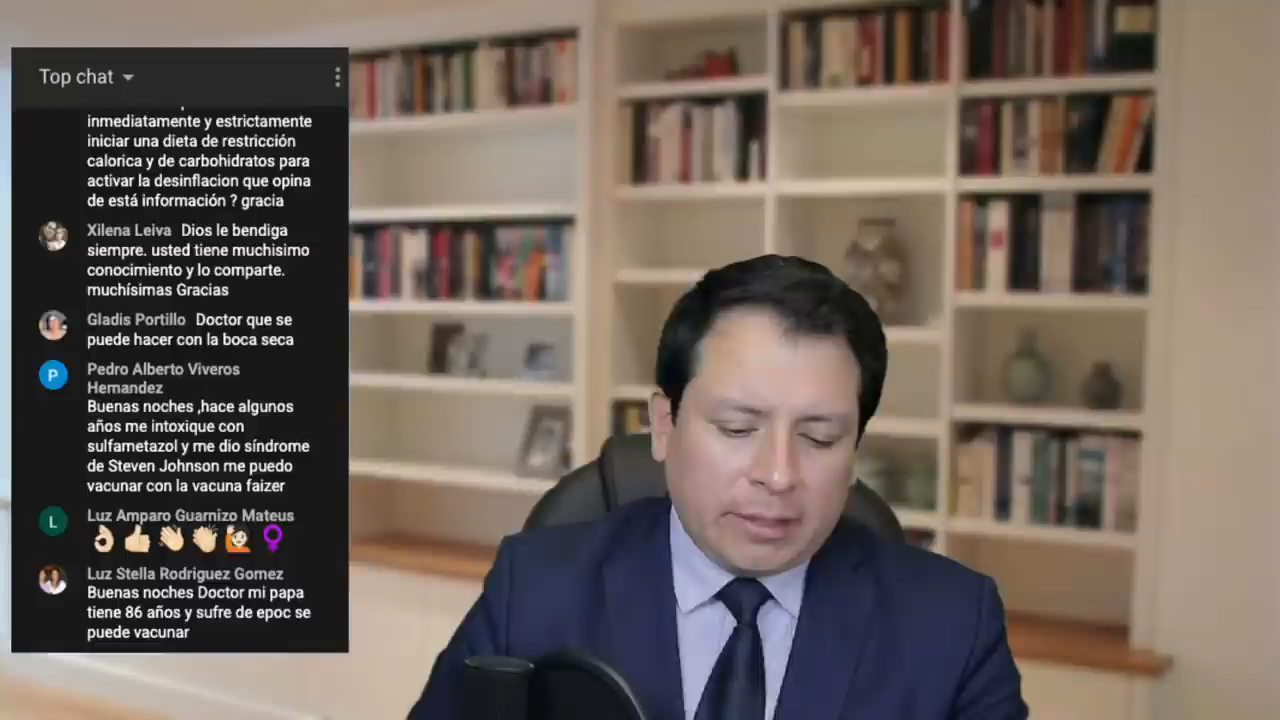 Top chat
inmediatamente y estrictamente
iniciar una dieta de restricción
calorica y de carbohidratos para
activar la desinflacion que opina
de está información ? gracia
Xilena Leiva Dios le bendiga
siempre. usted tiene muchisimo
conocimiento y lo comparte.
muchísimas Gracias
Gladis Portillo Doctor que se
puede hacer con la boca seca
P
Pedro Alberto Viveros
Hernandez
Buenas noches ,hace algunos
años me intoxique con
sulfametazol y me dio síndrome
de Steven Johnson me puedo
vacunar con la vacuna faizer
L
Luz Amparo Guarnizo Mateus
👌🏻👍🏻👋🏻👏🏻🙋🏻♀
Luz Stella Rodriguez Gomez
Buenas noches Doctor mi papa
tiene 86 años y sufre de epoc se
puede vacunar